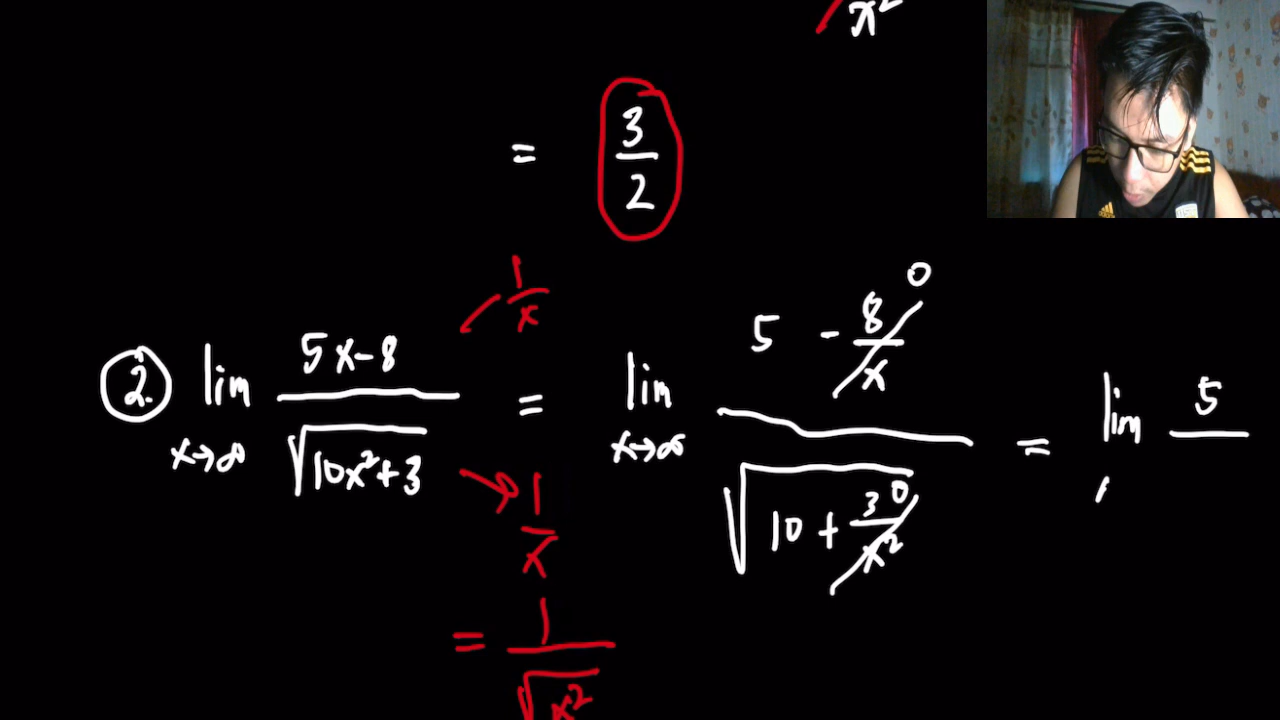 x²
= 3/2
1/x
② lim x→∞ (5x-8)/√(10x²+3) = lim x→∞ (5 - 8/x 0)/√(10 + 3/x² 0) = lim 5
1/x
= 1/√x²